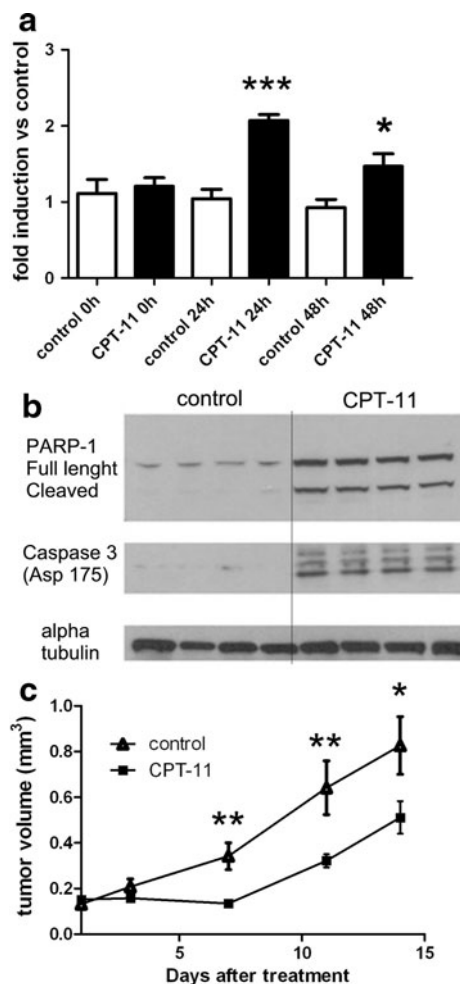 a
fold induction vs control
3
2
1
0
***
*
control 0h
CPT-11 0h
control 24h
CPT-11 24h
control 48h
CPT-11 48h
b
control
CPT-11
PARP-1
Full lenght
Cleaved
Caspase 3
(Asp 175)
alpha
tubulin
c
tumor volume (mm³)
1.0
0.8
0.6
0.4
0.2
0.0
control
CPT-11
**
**
*
5
10
15
Days after treatment